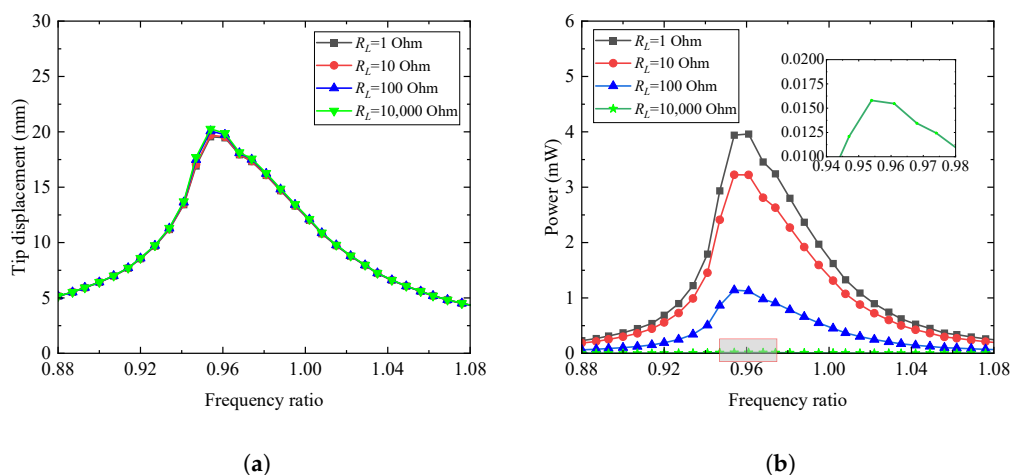 30
25
20
15
10
5
0
Tip displacement (mm)
R_L=1 Ohm
R_L=10 Ohm
R_L=100 Ohm
R_L=10,000 Ohm
0.88 0.92 0.96 1.00 1.04 1.08
Frequency ratio
(a)
6
5
4
3
2
1
0
Power (mW)
R_L=1 Ohm
R_L=10 Ohm
R_L=100 Ohm
R_L=10,000 Ohm
0.0200
0.0175
0.0150
0.0125
0.0100
0.94 0.95 0.96 0.97 0.98
0.88 0.92 0.96 1.00 1.04 1.08
Frequency ratio
(b)